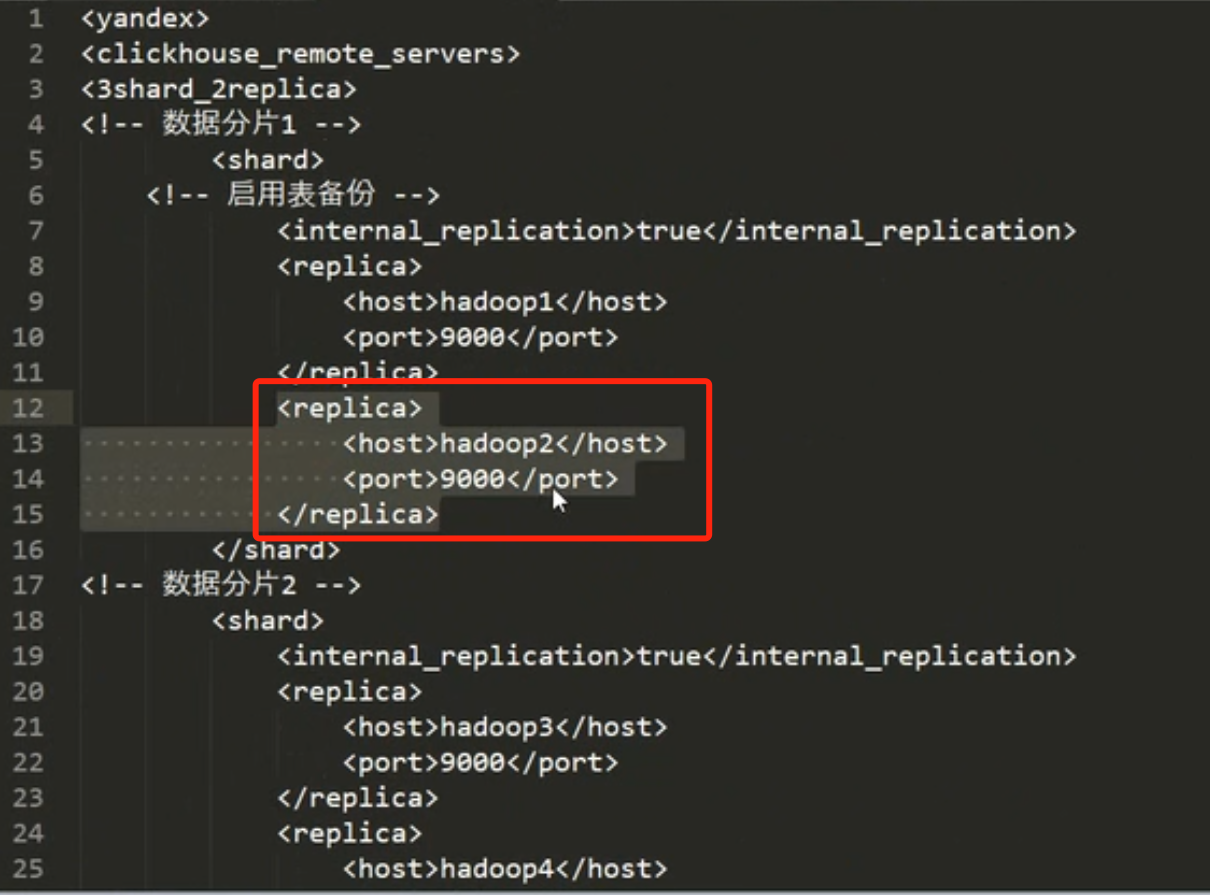 1 <yandex>
2 <clickhouse_remote_servers>
3 <3shard_2replica>
4 <!-- 数据分片1 -->
5 <shard>
6 <!-- 启用表备份 -->
7 <internal_replication>true</internal_replication>
8 <replica>
9 <host>hadoop1</host>
10 <port>9000</port>
11 </replica>
12 <replica>
13 <host>hadoop2</host>
14 <port>9000</port>
15 </replica>
16 </shard>
17 <!-- 数据分片2 -->
18 <shard>
19 <internal_replication>true</internal_replication>
20 <replica>
21 <host>hadoop3</host>
22 <port>9000</port>
23 </replica>
24 <replica>
25 <host>hadoop4</host>